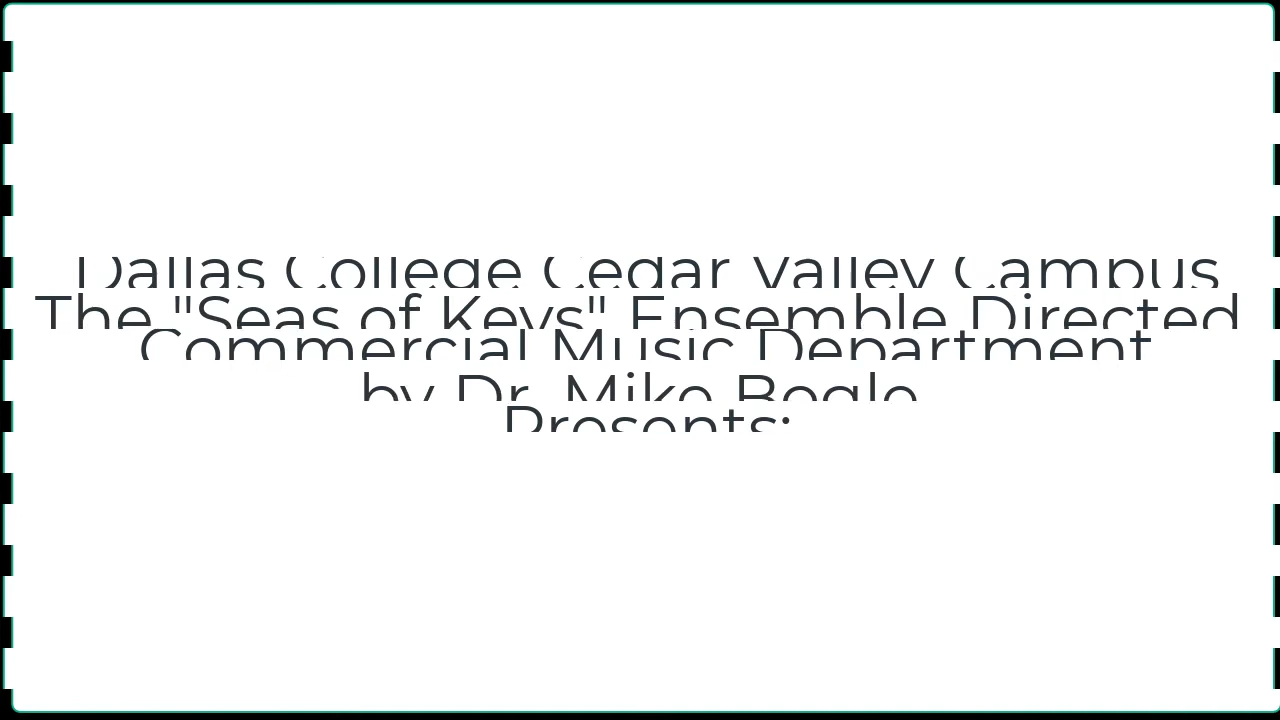 Dallas College Cedar Valley Campus
The "Seas of Keys" Ensemble Directed
Commercial Music Department
by Dr. Mike Bogle
Presents: